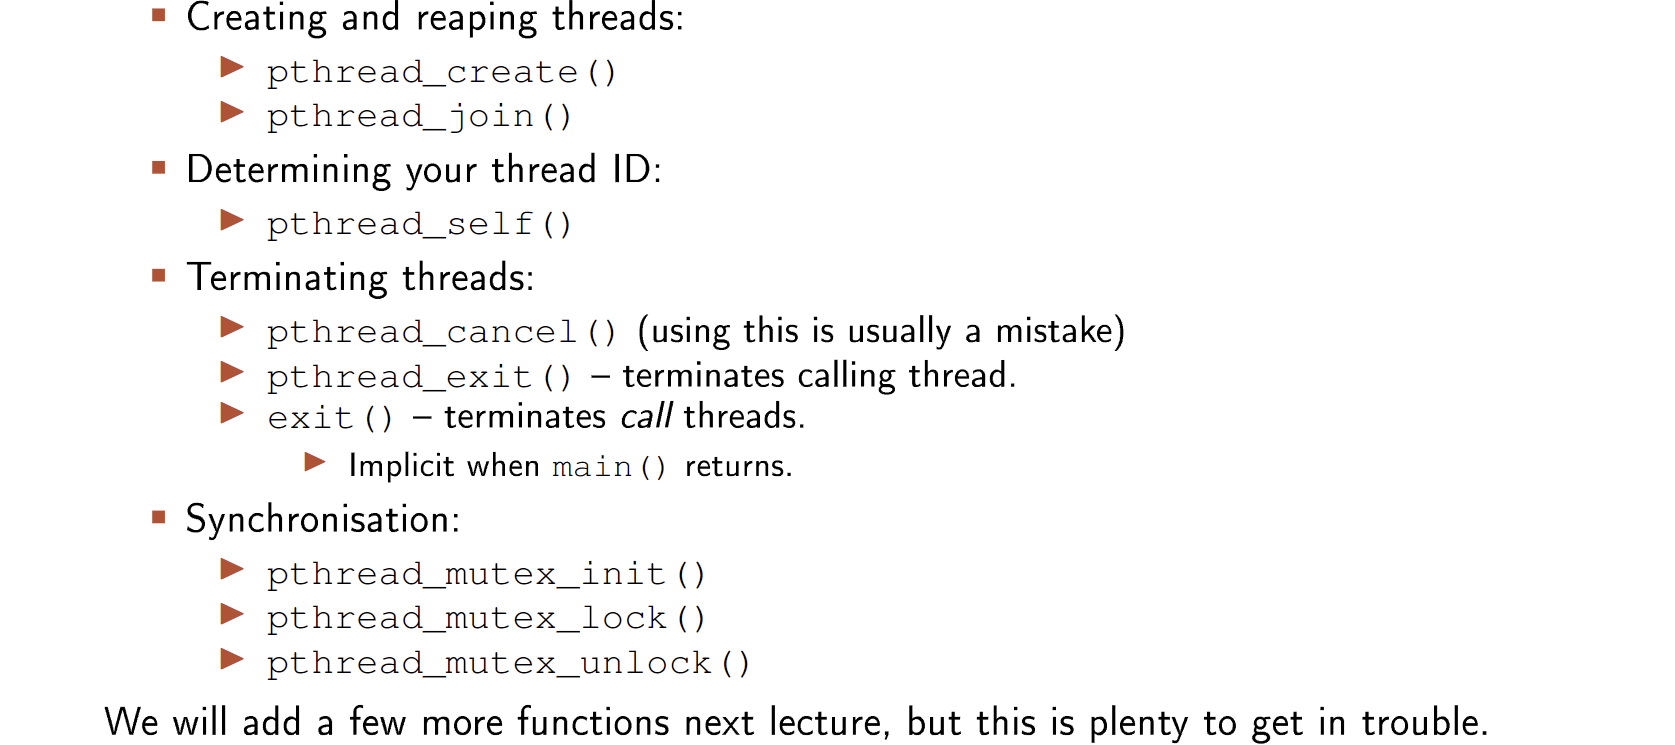 Creating and reaping threads:
pthread_create()
pthread_join()
Determining your thread ID:
pthread_self()
Terminating threads:
pthread_cancel() (using this is usually a mistake)
pthread_exit() – terminates calling thread.
exit() – terminates call threads.
Implicit when main() returns.
Synchronisation:
pthread_mutex_init()
pthread_mutex_lock()
pthread_mutex_unlock()
We will add a few more functions next lecture, but this is plenty to get in trouble.